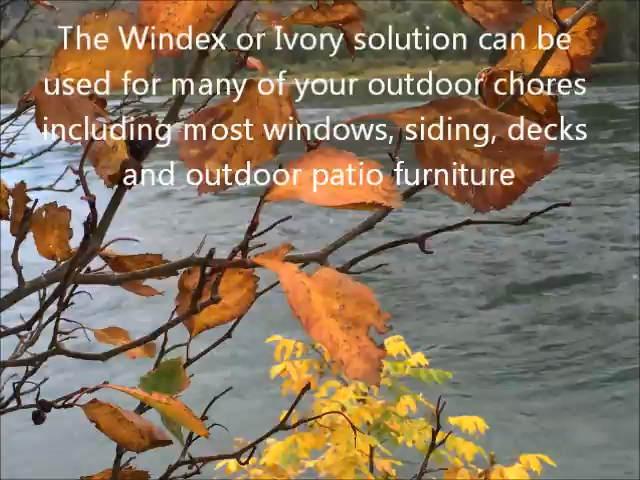 The Windex or Ivory solution can be
used for many of your outdoor chores
including most windows, siding, decks
and outdoor patio furniture